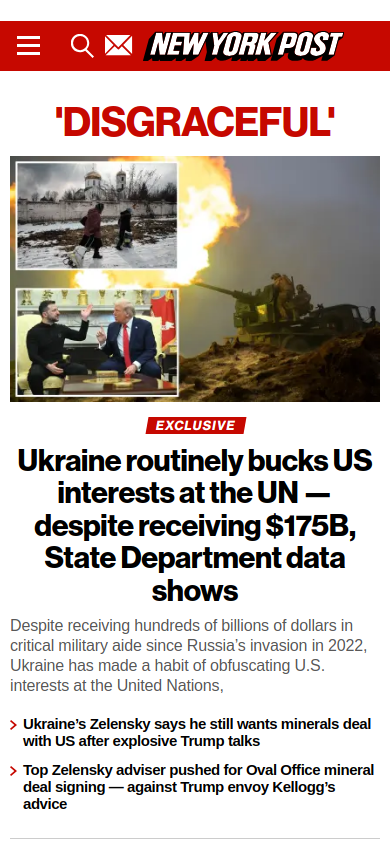 NEW YORK POST
'DISGRACEFUL'
EXCLUSIVE
Ukraine routinely bucks US
interests at the UN —
despite receiving $175B,
State Department data
shows
Despite receiving hundreds of billions of dollars in
critical military aide since Russia’s invasion in 2022,
Ukraine has made a habit of obfuscating U.S.
interests at the United Nations,
Ukraine’s Zelensky says he still wants minerals deal
with US after explosive Trump talks
Top Zelensky adviser pushed for Oval Office mineral
deal signing — against Trump envoy Kellogg’s
advice